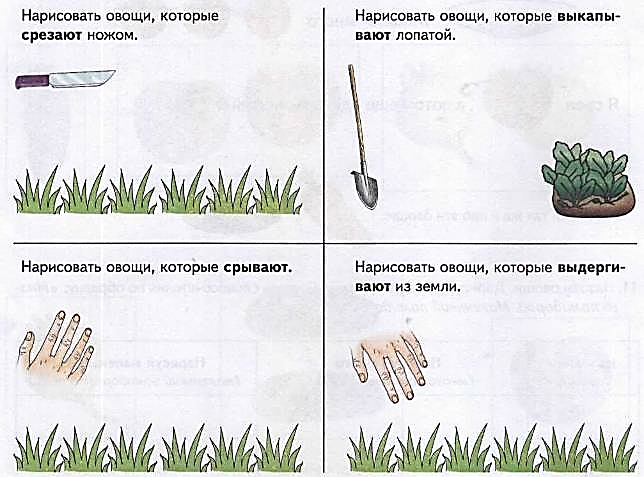 Нарисовать овощи, которые
срезают ножом.
Нарисовать овощи, которые выкапы-
вают лопатой.
Нарисовать овощи, которые срывают.
Нарисовать овощи, которые выдерги-
вают из земли.